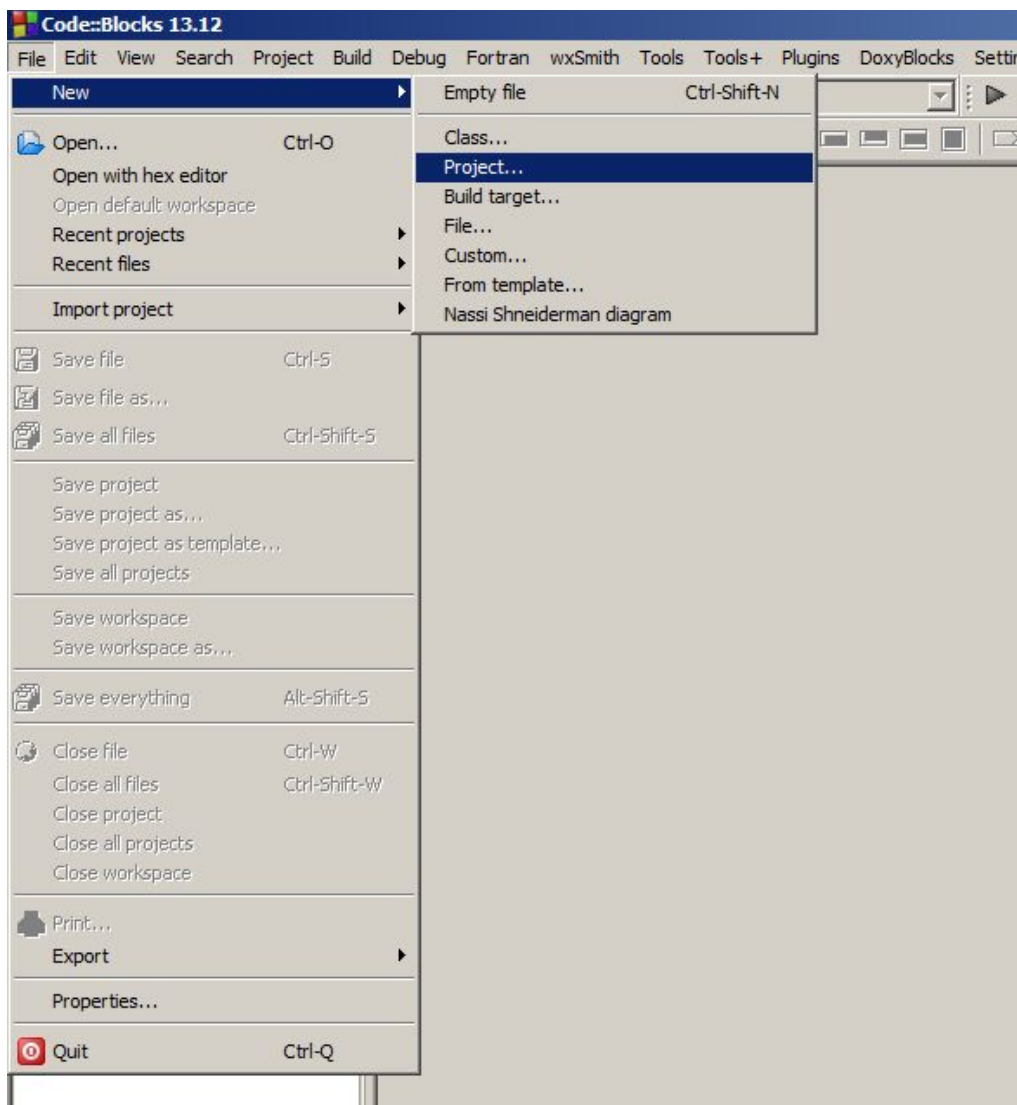 Code::Blocks 13.12
File Edit View Search Project Build Debug Fortran wxSmith Tools Tools+ Plugins DoxyBlocks Settin
New
Empty file Ctrl-Shift-N
Class...
Project...
Build target...
File...
Custom...
From template...
Nassi Shneiderman diagram
Open... Ctrl-O
Open with hex editor
Open default workspace
Recent projects
Recent files
Import project
Save file Ctrl-S
Save file as...
Save all files Ctrl-Shift-S
Save project
Save project as...
Save project as template...
Save all projects
Save workspace
Save workspace as...
Save everything Alt-Shift-S
Close file Ctrl-W
Close all files Ctrl-Shift-W
Close project
Close all projects
Close workspace
Print...
Export
Properties...
Quit Ctrl-Q